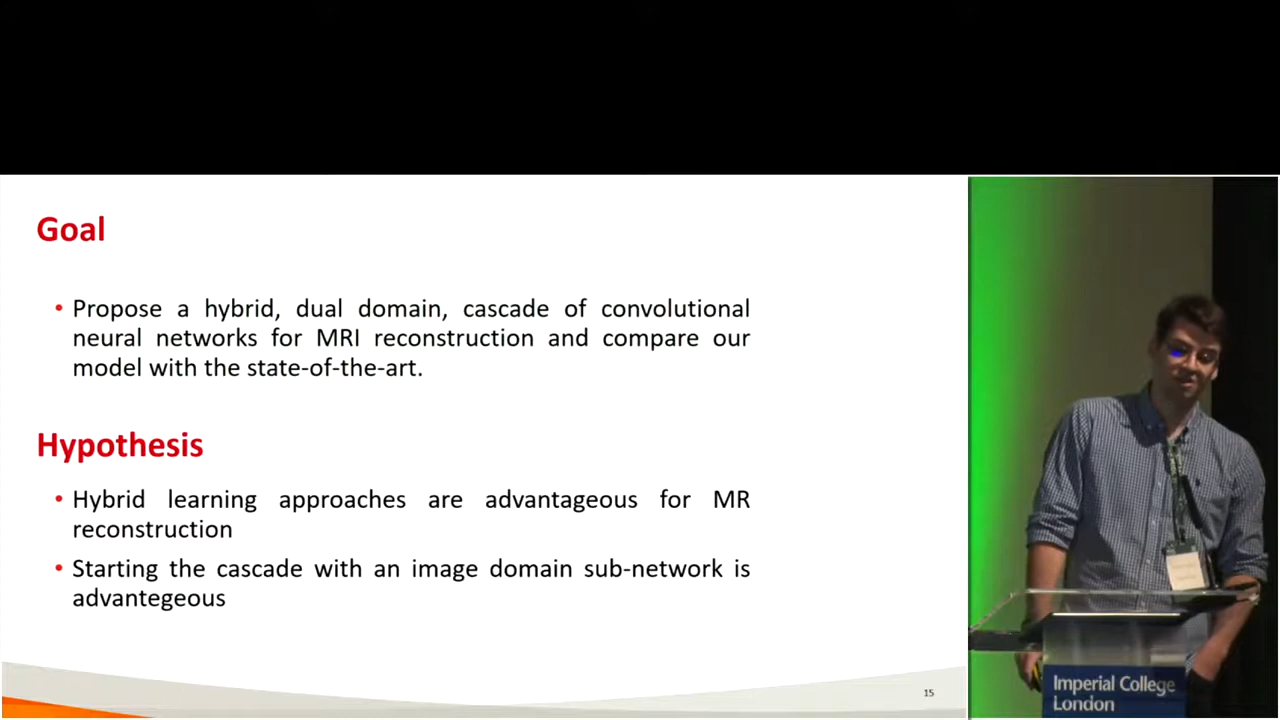 Goal
• Propose a hybrid, dual domain, cascade of convolutional
neural networks for MRI reconstruction and compare our
model with the state-of-the-art.
Hypothesis
• Hybrid learning approaches are advantageous for MR
reconstruction
• Starting the cascade with an image domain sub-network is
advantegeous
15
Imperial College
London